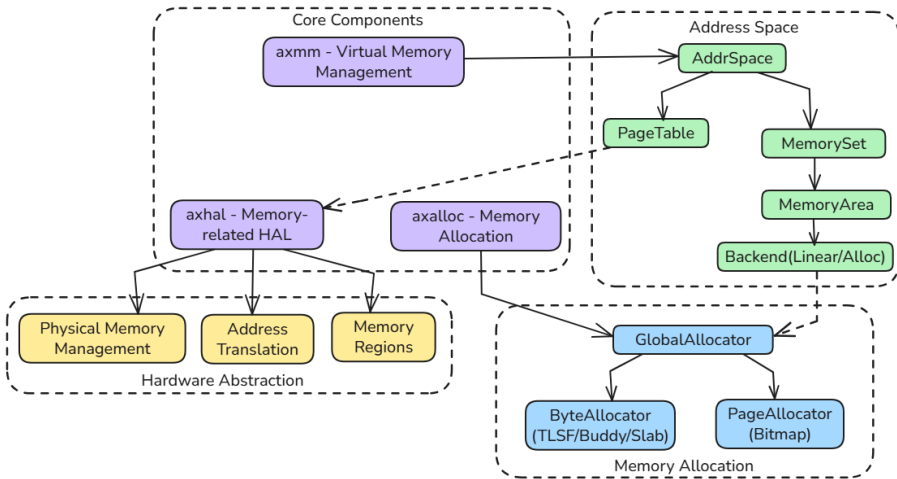 Core Components
axmm - Virtual Memory
Management
Address Space
AddrSpace
PageTable
MemorySet
MemoryArea
Backend(Linear/Alloc)
axhal - Memory-
related HAL
axalloc - Memory
Allocation
Physical Memory
Management
Address
Translation
Memory
Regions
Hardware Abstraction
GlobalAllocator
ByteAllocator
(TLSF/Buddy/Slab)
PageAllocator
(Bitmap)
Memory Allocation